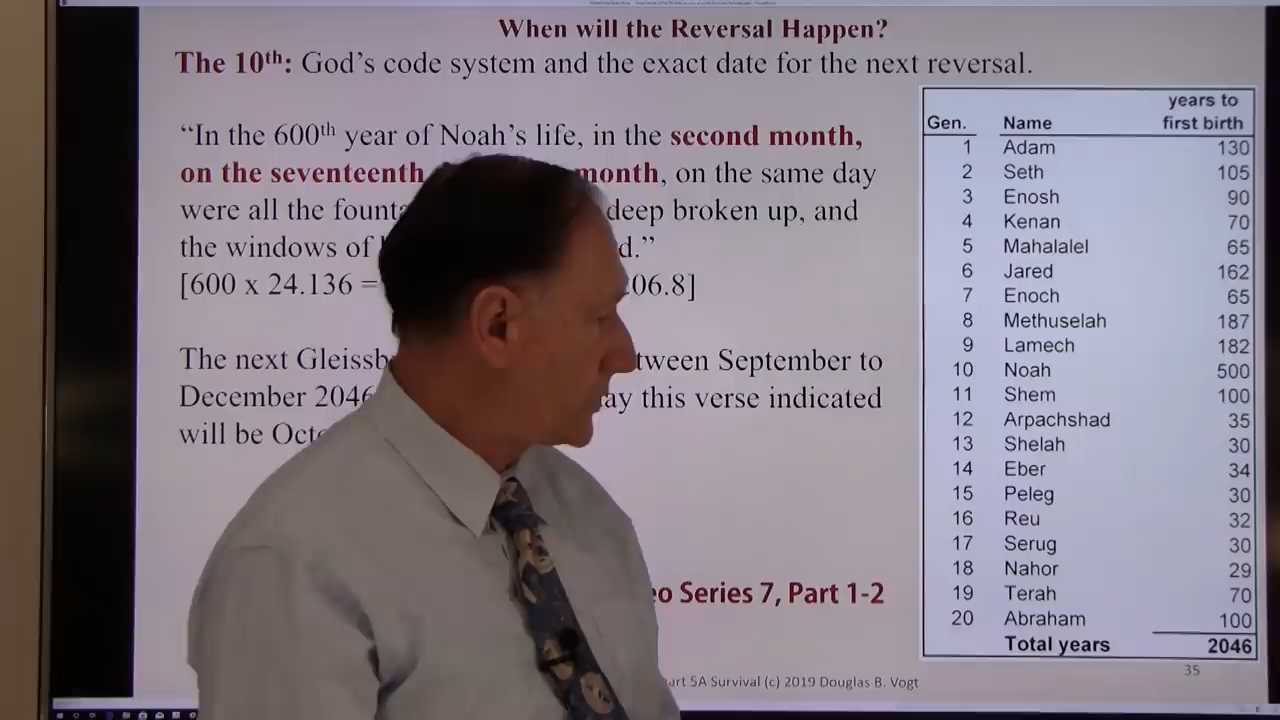 When will the Reversal Happen?
The 10th: God's code system and the exact date for the next reversal.
"In the 600th year of Noah's life, in the second month,
on the seventeenth month, on the same day
were all the deep broken up, and
the windows of
[600 x 24.136 = 06.8]
The next September to
December 2046 this verse indicated
will be
Series 7, Part 1-2
5A Survival (c) 2019 Douglas B. Vogt
35
Gen. Name years to first birth
1 Adam 130
2 Seth 105
3 Enosh 90
4 Kenan 70
5 Mahalalel 65
6 Jared 162
7 Enoch 65
8 Methuselah 187
9 Lamech 182
10 Noah 500
11 Shem 100
12 Arpachshad 35
13 Shelah 30
14 Eber 34
15 Peleg 30
16 Reu 32
17 Serug 30
18 Nahor 29
19 Terah 70
20 Abraham 100
Total years 2046